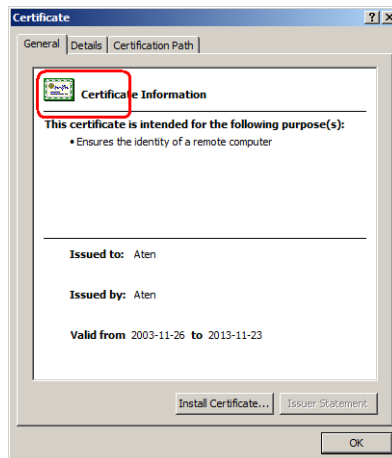 Certificate
General Details Certification Path
Certificate Information
This certificate is intended for the following purpose(s):
• Ensures the identity of a remote computer
Issued to: Aten
Issued by: Aten
Valid from 2003-11-26 to 2013-11-23
Install Certificate... Issuer Statement
OK